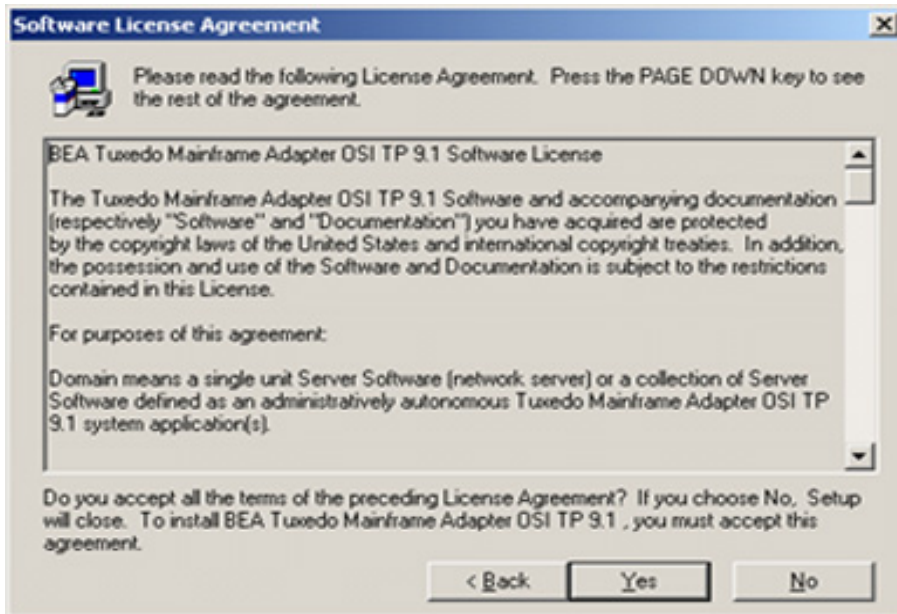 Software License Agreement
Please read the following License Agreement. Press the PAGE DOWN key to see
the rest of the agreement.
BEA Tuxedo Mainframe Adapter OSI TP 9.1 Software License
The Tuxedo Mainframe Adapter OSI TP 9.1 Software and accompanying documentation
(respectively "Software" and "Documentation") you have acquired are protected
by the copyright laws of the United States and international copyright treaties. In addition,
the possession and use of the Software and Documentation is subject to the restrictions
contained in this License.
For purposes of this agreement:
Domain means a single unit Server Software (network server) or a collection of Server
Software defined as an administratively autonomous Tuxedo Mainframe Adapter OSI TP
9.1 system application(s).
Do you accept all the terms of the preceding License Agreement? If you choose No, Setup
will close. To install BEA Tuxedo Mainframe Adapter OSI TP 9.1 , you must accept this
agreement.
< Back Yes No